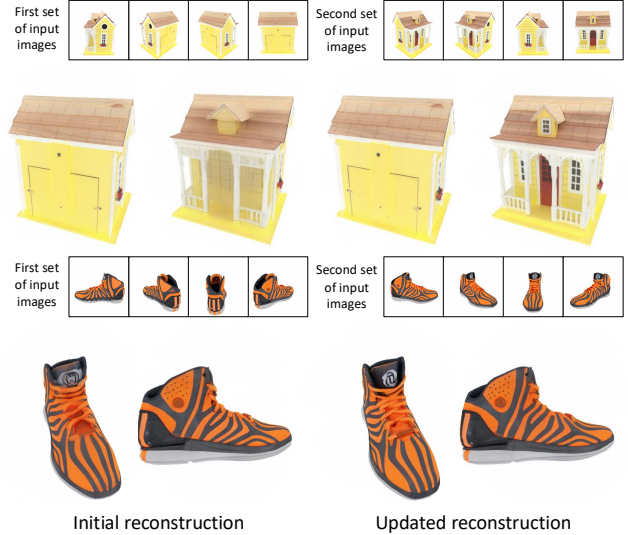 First set
of input
images
Second set
of input
images
First set
of input
images
Second set
of input
images
Initial reconstruction
Updated reconstruction